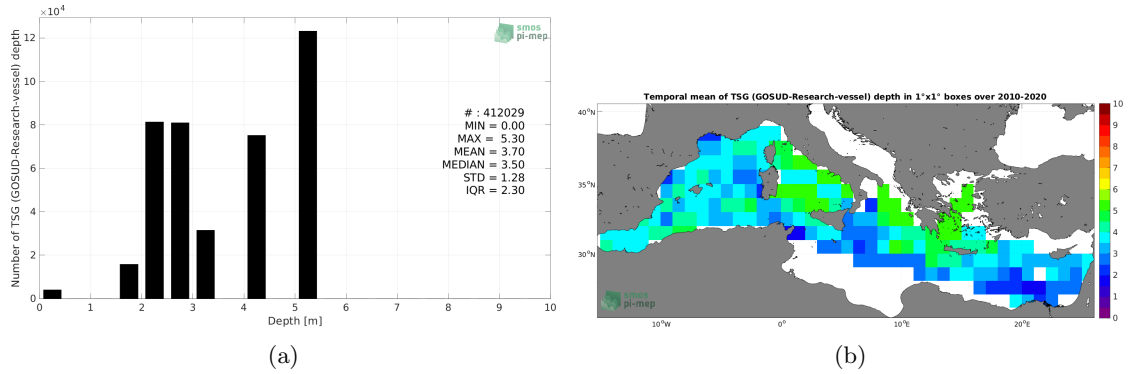 ×10⁴
smos
pi-mep
Number of TSG (GOSUD-Research-vessel) depth
12
10
8
6
4
2
0
# : 412029
MIN = 0.00
MAX = 5.30
MEAN = 3.70
MEDIAN = 3.50
STD = 1.28
IQR = 2.30
0 1 2 3 4 5 6 7 8 9 10
Depth [m]
(a)
Temporal mean of TSG (GOSUD-Research-vessel) depth in 1°x1° boxes over 2010-2020
40°N
35°N
30°N
10°W 0° 10°E 20°E
smos
pi-mep
10
9
8
7
6
5
4
3
2
1
0
(b)